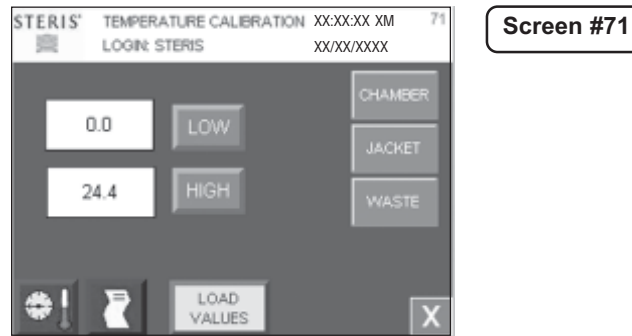 STERIS® TEMPERATURE CALIBRATION XX:XX:XX XM 71
LOGIN: STERIS XX/XX/XXXX
Screen #71
CHAMBER
0.0 LOW
JACKET
24.4 HIGH
WASTE
LOAD
VALUES
X